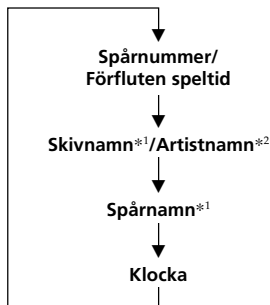 Spårnummer/
Förfluten speltid
Skivnamn*1/Artistnamn*2
Spårnamn*1
Klocka